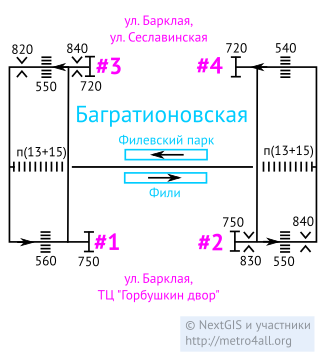 ул. Барклая,
ул. Сеславинская
820 840 720 540
#3 #4
550 720
Багратионовская
п(13+15) Филевский парк п(13+15)
Фили
750 840
#1 #2
560 750 830 550
ул. Барклая,
ТЦ "Горбушкин двор"
© NextGIS и участники
http://metro4all.org